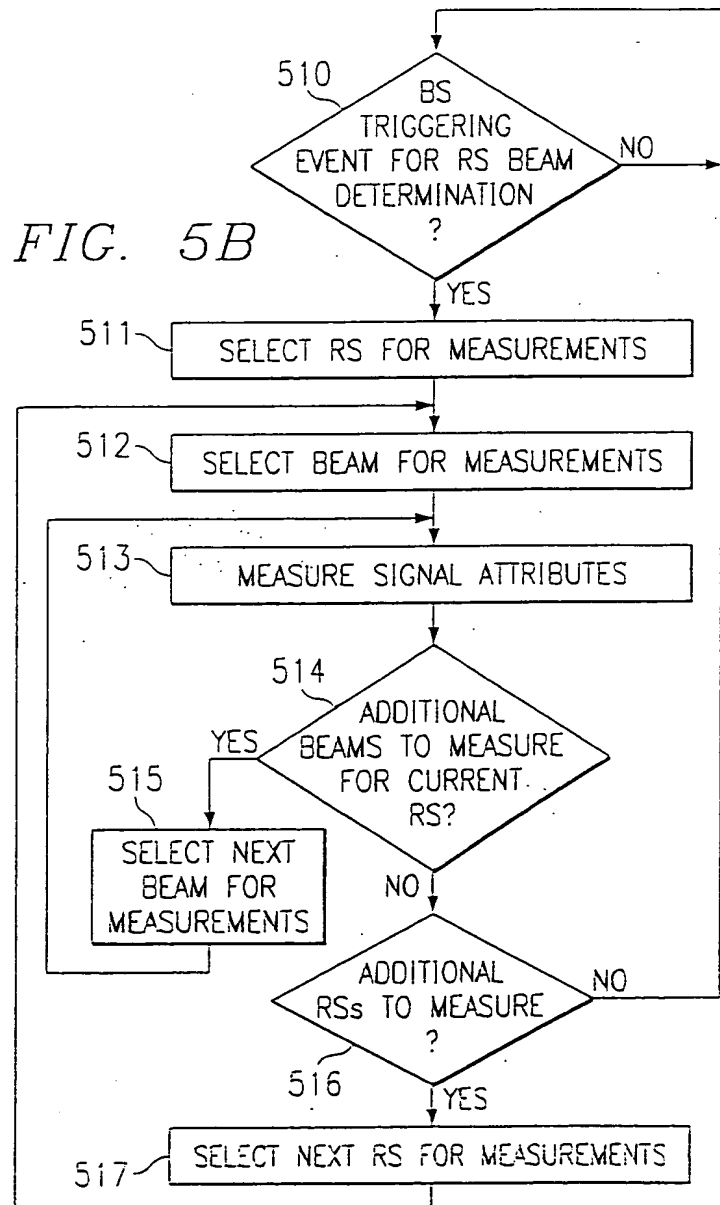 510
BS
TRIGGERING
EVENT FOR RS BEAM
DETERMINATION
?
NO
FIG. 5B
YES
511
SELECT RS FOR MEASUREMENTS
512
SELECT BEAM FOR MEASUREMENTS
513
MEASURE SIGNAL ATTRIBUTES
514
ADDITIONAL
BEAMS TO MEASURE
FOR CURRENT
RS?
YES
515
SELECT NEXT
BEAM FOR
MEASUREMENTS
NO
ADDITIONAL
RSs TO MEASURE
?
NO
516
YES
517
SELECT NEXT RS FOR MEASUREMENTS